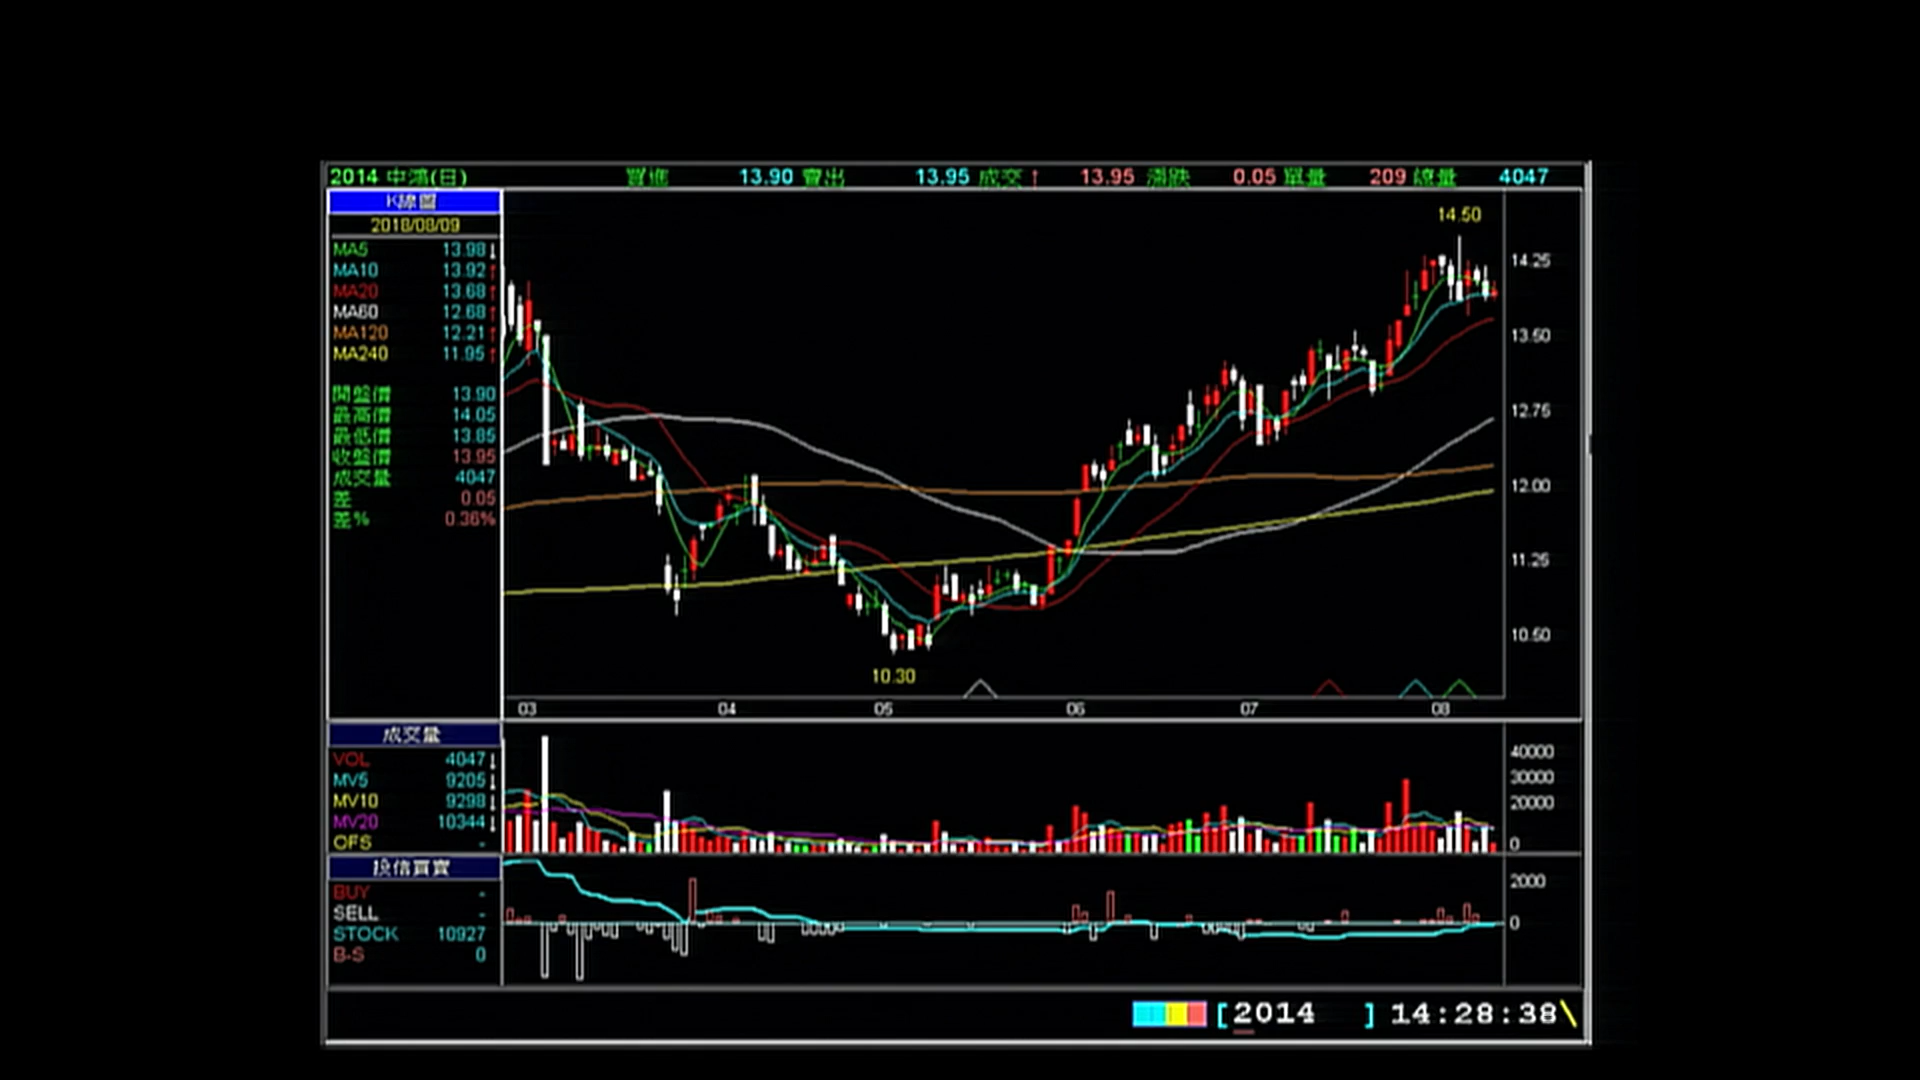 2014 中鴻(日) 買進 13.90 賣出 13.95 成交↑ 13.95 漲跌 0.05 單量 209 總量 4047
K線圖
2018/08/09
MA5 13.98↓
MA10 13.92↑
MA20 13.68↑
MA60 12.68↑
MA120 12.21↑
MA240 11.95↑
開盤價 13.90
最高價 14.05
最低價 13.85
收盤價 13.95
成交量 4047
差 0.05
差% 0.36%
14.50
14.25
13.50
12.75
12.00
11.25
10.50
10.30
03 04 05 06 07 08
成交量
VOL 4047↓
MV5 9205↓
MV10 9298↓
MV20 10344↓
OFS -
40000
30000
20000
0
投信買賣
BUY -
SELL -
STOCK 10927
B-S 0
2000
0
[2014 ] 14:28:38\